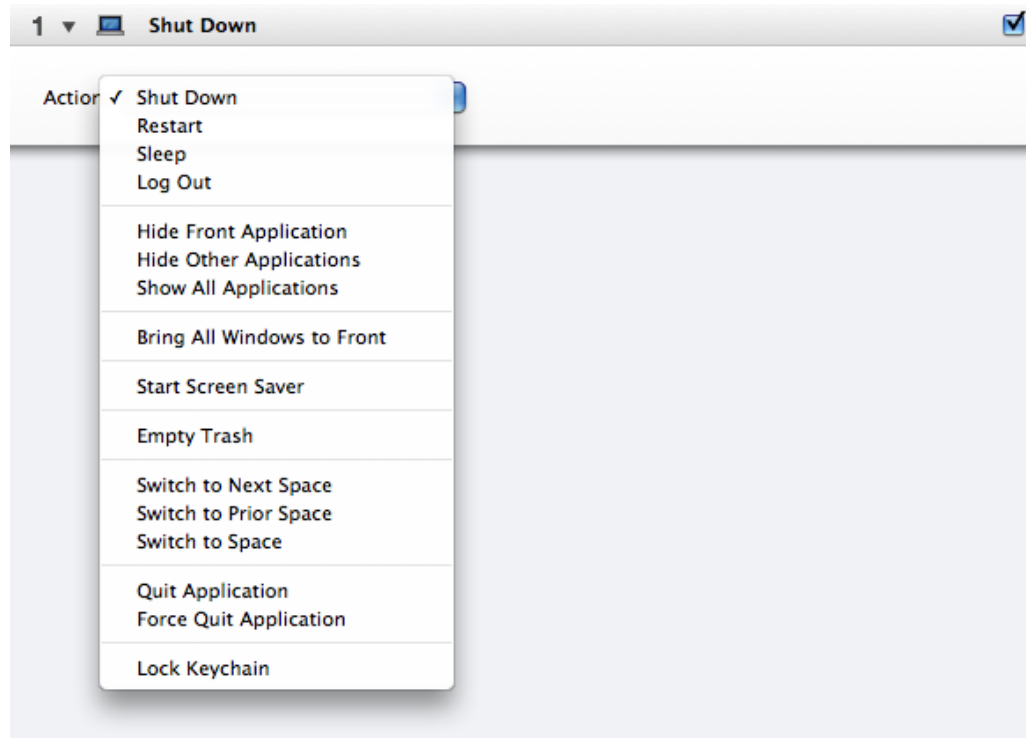 1 Shut Down
Action
Shut Down
Restart
Sleep
Log Out
Hide Front Application
Hide Other Applications
Show All Applications
Bring All Windows to Front
Start Screen Saver
Empty Trash
Switch to Next Space
Switch to Prior Space
Switch to Space
Quit Application
Force Quit Application
Lock Keychain